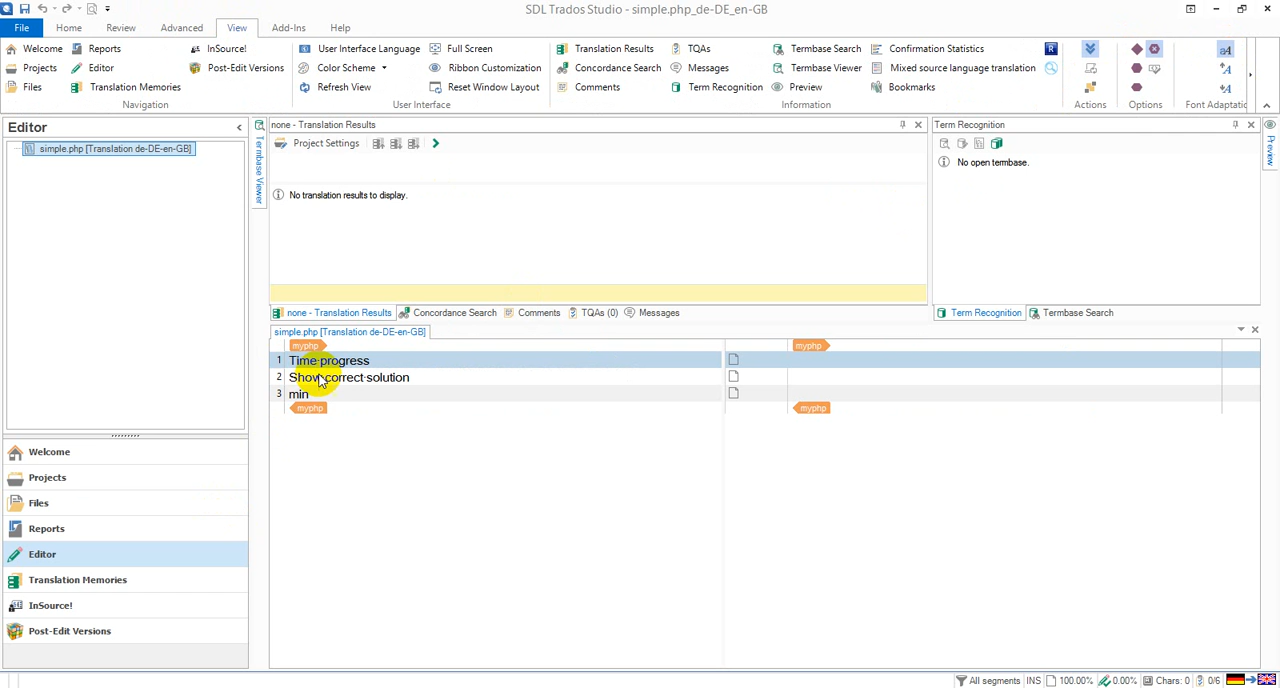 SDL Trados Studio - simple.php_de-DE_en-GB
File Home Review Advanced View Add-Ins Help
Welcome Reports InSource! User Interface Language Full Screen Translation Results TQAs Termbase Search Confirmation Statistics R aA
Projects Editor Post-Edit Versions Color Scheme Ribbon Customization Concordance Search Messages Termbase Viewer Mixed source language translation A
Files Translation Memories Refresh View Reset Window Layout Comments Term Recognition Preview Bookmarks A
Navigation User Interface Information Actions Options Font Adaptatic
Editor
simple.php [Translation de-DE-en-GB]
Welcome
Projects
Files
Reports
Editor
Translation Memories
InSource!
Post-Edit Versions
Termbase Viewer
none - Translation Results
Project Settings
No translation results to display.
none - Translation Results Concordance Search Comments TQAs (0) Messages
Term Recognition
No open termbase.
Term Recognition Termbase Search
Preview
simple.php [Translation de-DE-en-GB]
myphp myphp
1 Time·progress
2 Show·correct·solution
3 min
myphp myphp
All segments INS 100.00% 0.00% Chars: 0 0/6